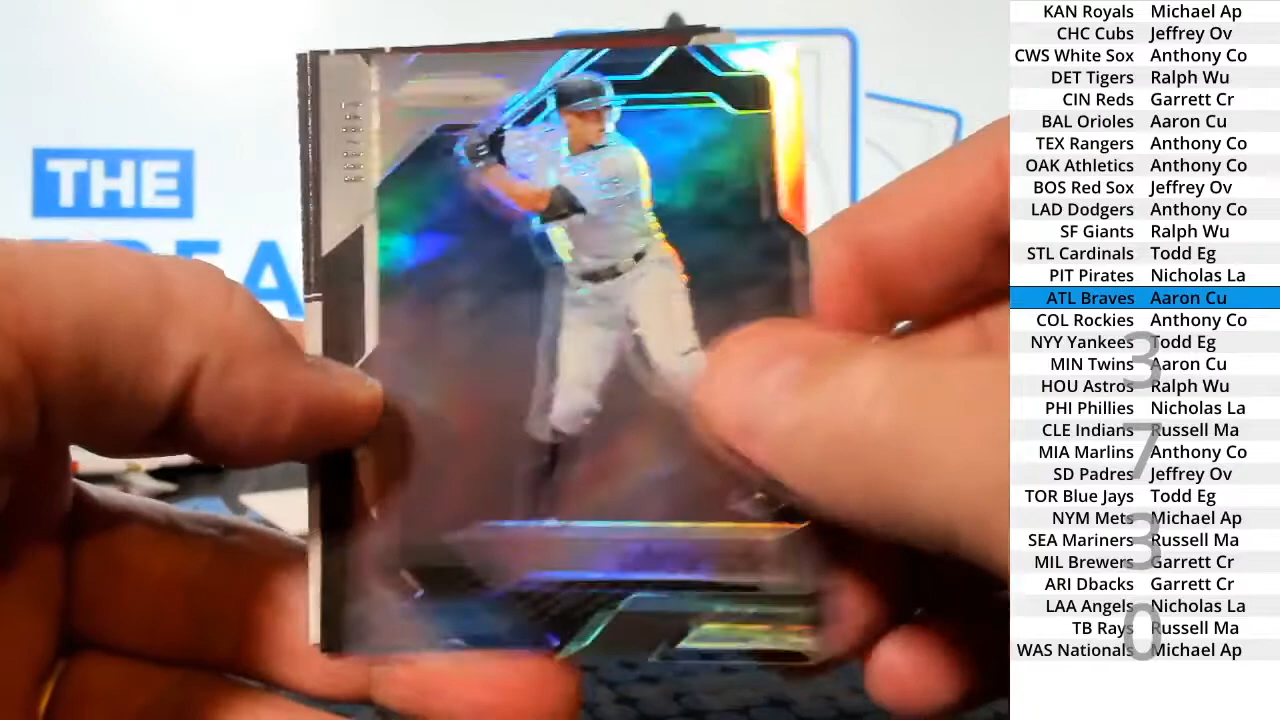 THE
KAN Royals Michael Ap
CHC Cubs Jeffrey Ov
CWS White Sox Anthony Co
DET Tigers Ralph Wu
CIN Reds Garrett Cr
BAL Orioles Aaron Cu
TEX Rangers Anthony Co
OAK Athletics Anthony Co
BOS Red Sox Jeffrey Ov
LAD Dodgers Anthony Co
SF Giants Ralph Wu
STL Cardinals Todd Eg
PIT Pirates Nicholas La
ATL Braves Aaron Cu
COL Rockies Anthony Co
NYY Yankees Todd Eg
MIN Twins Aaron Cu
HOU Astros Ralph Wu
PHI Phillies Nicholas La
CLE Indians Russell Ma
MIA Marlins Anthony Co
SD Padres Jeffrey Ov
TOR Blue Jays Todd Eg
NYM Mets Michael Ap
SEA Mariners Russell Ma
MIL Brewers Garrett Cr
ARI Dbacks Garrett Cr
LAA Angels Nicholas La
TB Rays Russell Ma
WAS Nationals Michael Ap
3
7
3
0